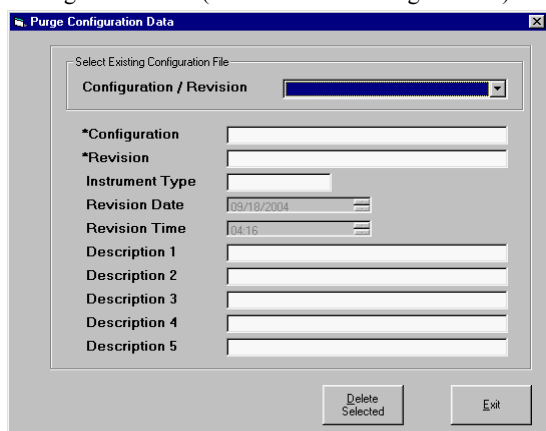 Purge Configuration Data
Select Existing Configuration File
Configuration / Revision
*Configuration
*Revision
Instrument Type
Revision Date 09/18/2004
Revision Time 04:16
Description 1
Description 2
Description 3
Description 4
Description 5
Delete
Selected
Exit